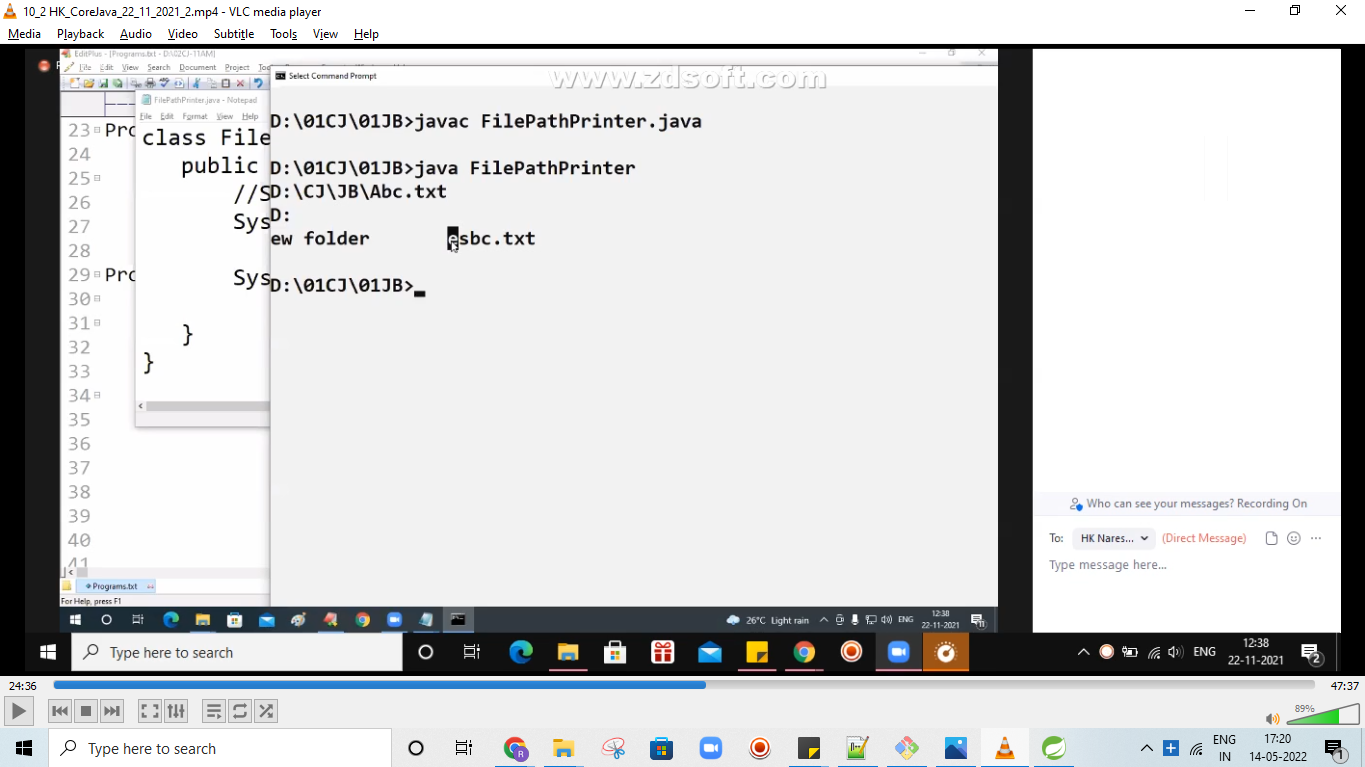 10_2 HK_CoreJava_22_11_2021_2.mp4 - VLC media player
Media Playback Audio Video Subtitle Tools View Help
EditPlus - [Programs.txt - D:\02CJ-11AM]
File Edit View Search Document Project
Select Command Prompt
www.zdsoft.com
FilePathPrinter.java - Notepad
File Edit Format View Help
D:\01CJ\01JB>javac FilePathPrinter.java
23 Pro
class File
24
public
D:\01CJ\01JB>java FilePathPrinter
25
//S
D:\CJ\JB\Abc.txt
26
Sys
D:
27
ew folder esbc.txt
28
29 Pro
Sys
D:\01CJ\01JB>
30
31
}
32
}
33
34
35
36
37
38
39
40
41
Programs.txt
For Help, press F1
26°C Light rain
ENG
12:38
22-11-2021
Who can see your messages? Recording On
To: HK Nares... (Direct Message)
Type message here...
Type here to search
ENG
12:38
22-11-2021
2
24:36
47:37
89%
Type here to search
R
ENG
IN
17:20
14-05-2022
1